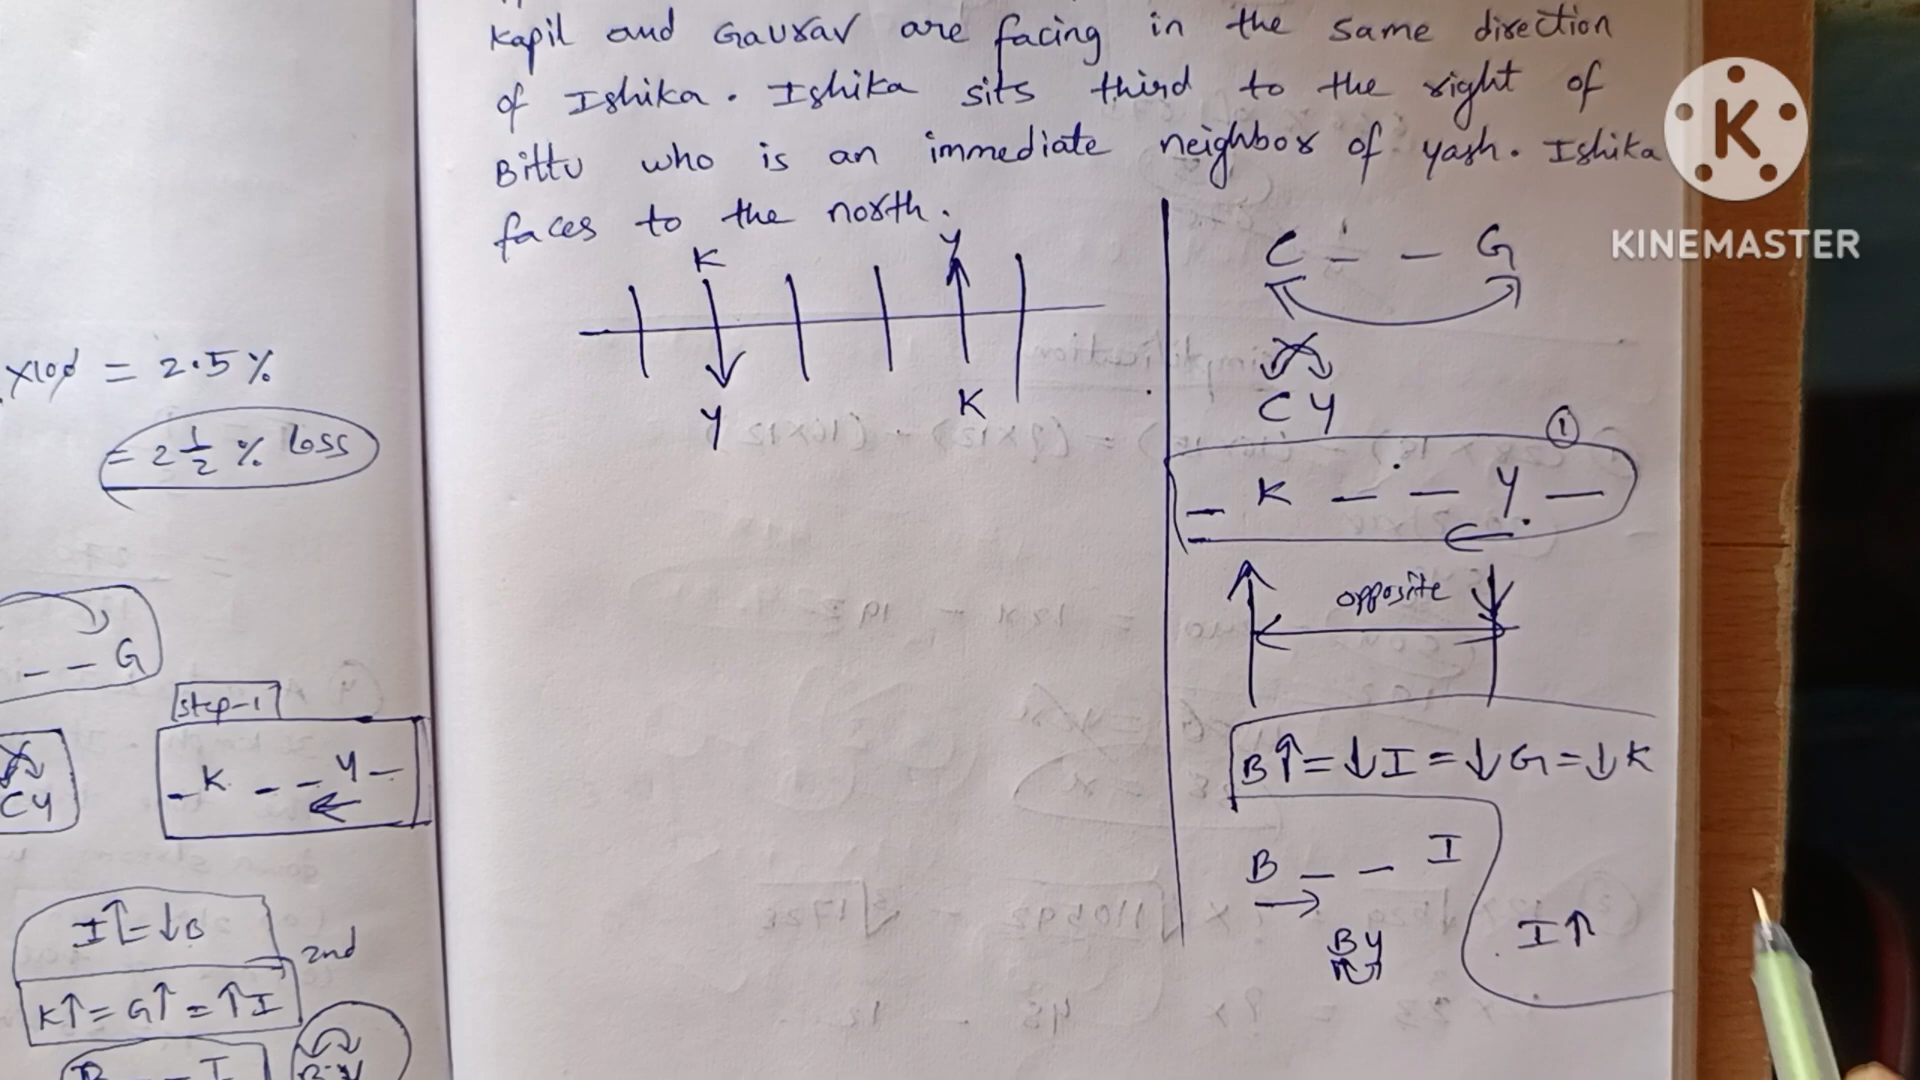 Kapil and Gaurav are facing in the same direction
of Ishika. Ishika sits third to the right of
Bittu who is an immediate neighbor of yash. Ishika
faces to the north.
K
KINEMASTER
K Y
Y K
C - - G
C Y
①
_ K _ _ Y _
opposite
B↑ = ↓I = ↓G = ↓K
B _ _ I
B Y
I↑
x100 = 2.5%
= 2 1/2 % loss
_ _ G
Step-1
_ K _ _ Y _
C Y
I↑ = ↓B
2nd
K↑ = G↑ = ↑I
B _ _ I
B Y